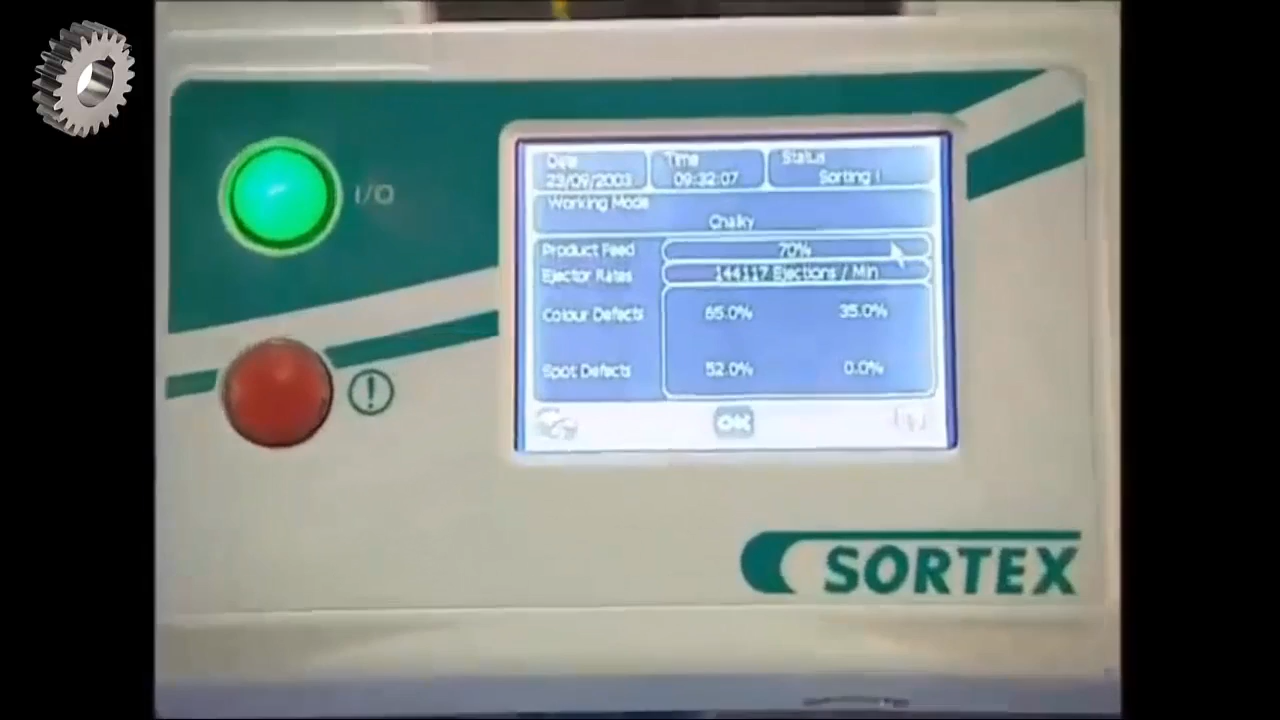 Date
23/09/2003
Time
09:32:07
Status
Sorting !
Working Mode
Chalky
Product Feed
70%
Ejector Rates
144117 Ejections / Min
Colour Defects
65.0%
35.0%
Spot Defects
52.0%
0.0%
OK
I/O
!
SORTEX